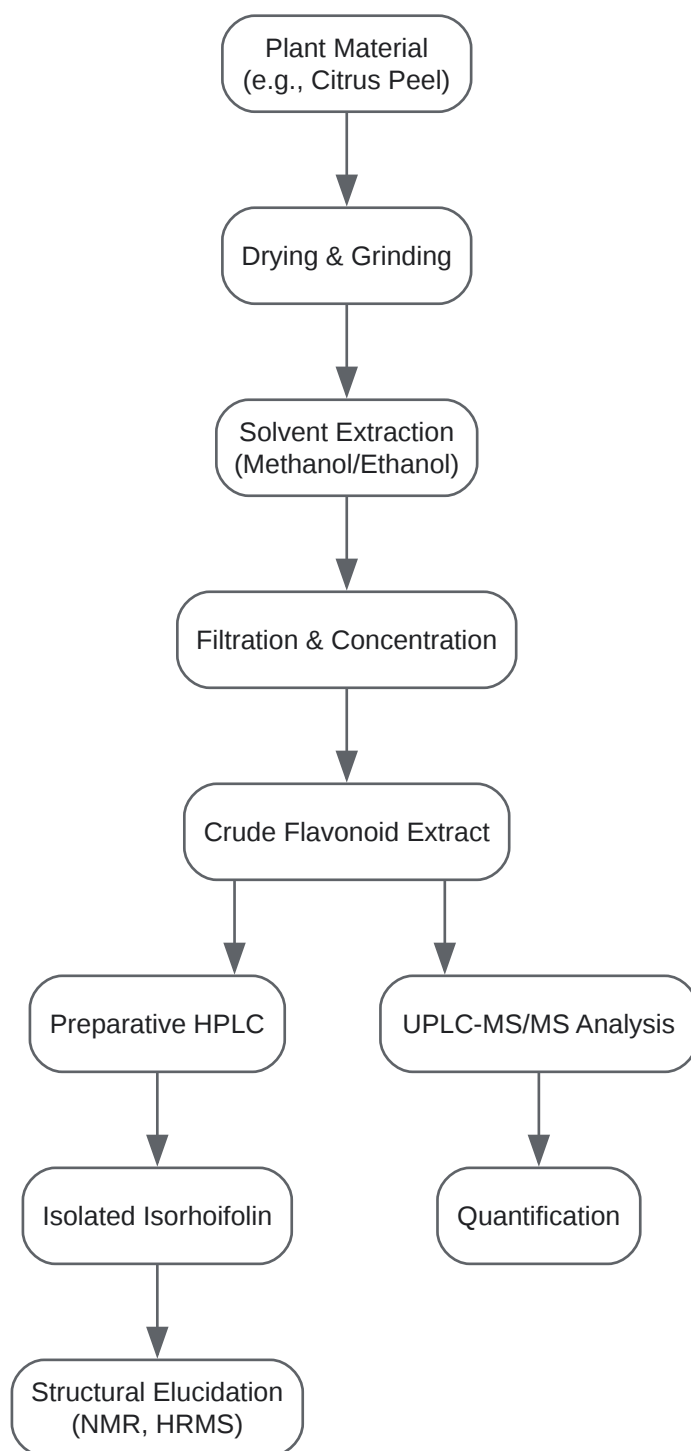 Plant Material
(e.g., Citrus Peel)
Drying & Grinding
Solvent Extraction
(Methanol/Ethanol)
Filtration & Concentration
Crude Flavonoid Extract
Preparative HPLC
UPLC-MS/MS Analysis
Isolated Isorhoifolin
Quantification
Structural Elucidation
(NMR, HRMS)